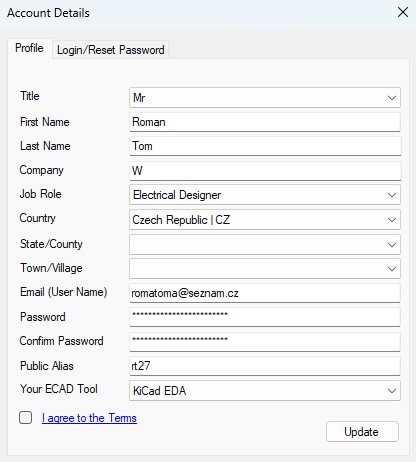 Account Details
Profile Login/Reset Password
Title Mr
First Name Roman
Last Name Tom
Company W
Job Role Electrical Designer
Country Czech Republic | CZ
State/County
Town/Village
Email (User Name) romatoma@seznam.cz
Password ************************
Confirm Password ************************
Public Alias rt27
Your ECAD Tool KiCad EDA
I agree to the Terms
Update